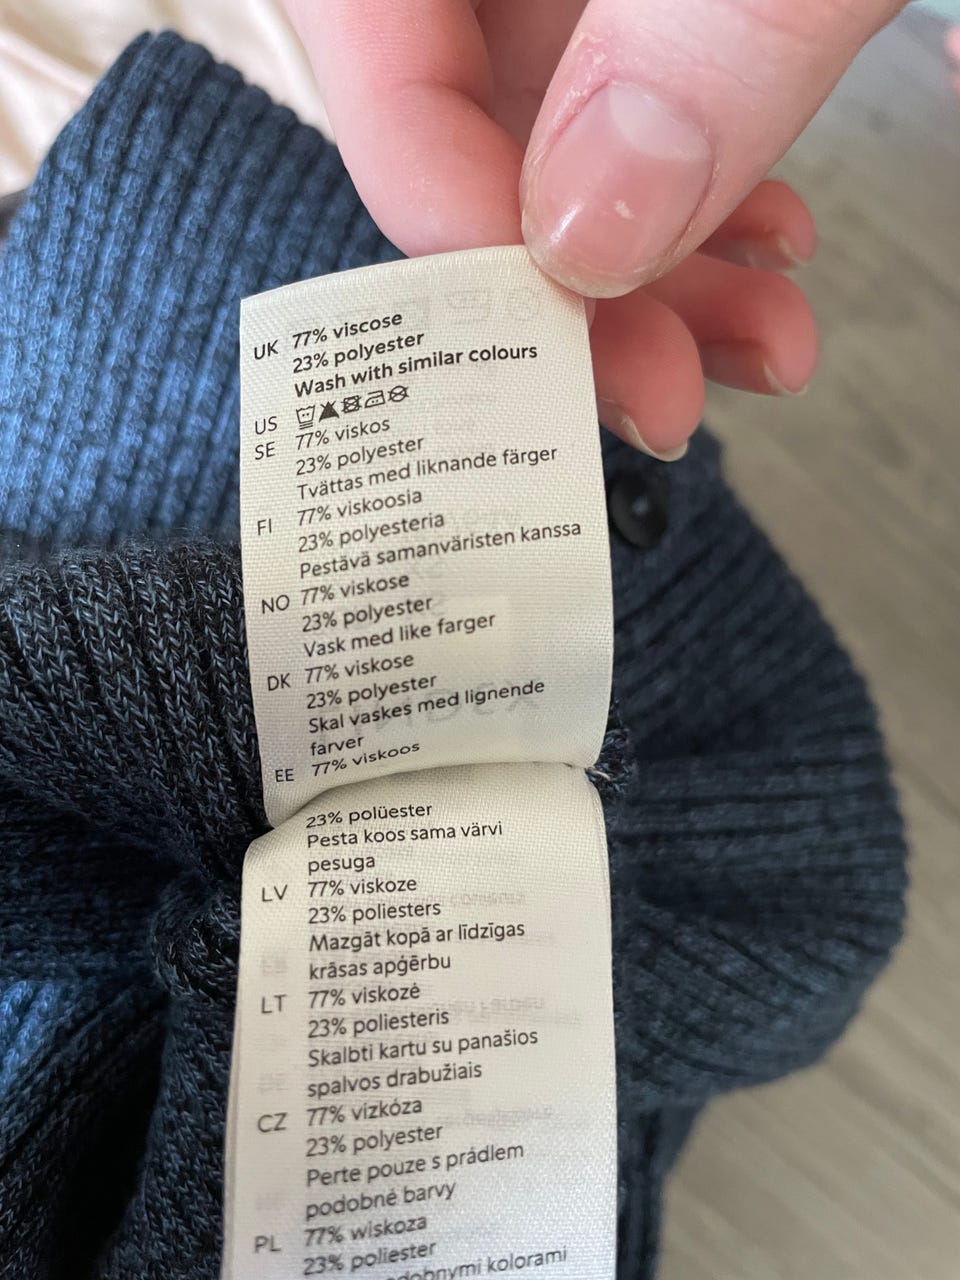 UK 77% viscose
23% polyester
Wash with similar colours
US
SE 77% viskos
23% polyester
Tvättas med liknande färger
FI 77% viskoosia
23% polyesteria
Pestävä samanväristen kanssa
NO 77% viskose
23% polyester
Vask med like farger
DK 77% viskose
23% polyester
Skal vaskes med lignende
farver
EE 77% viskoos
23% polüester
Pesta koos sama värvi
pesuga
LV 77% viskoze
23% poliesters
Mazgāt kopā ar līdzīgas
krāsas apģērbu
LT 77% viskozė
23% poliesteris
Skalbti kartu su panašios
spalvos drabužiais
CZ 77% vizkóza
23% polyester
Perte pouze s prádlem
podobné barvy
PL 77% wiskoza
23% poliester
kolorami